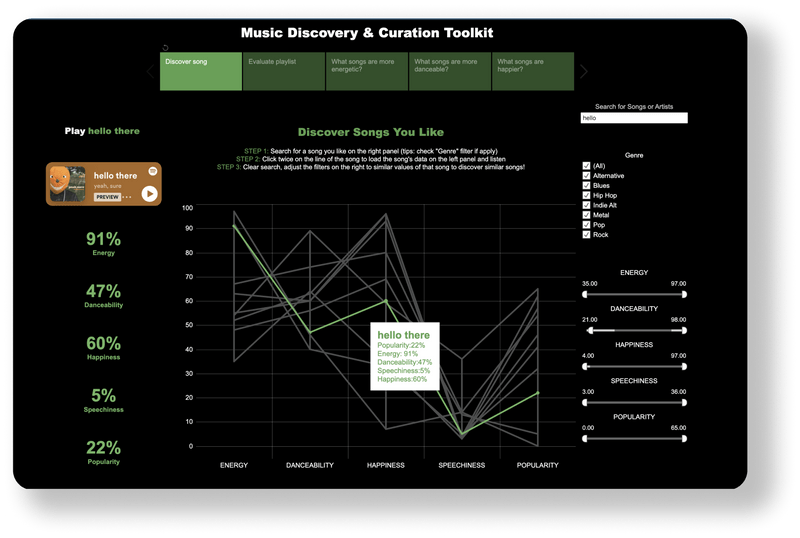 Music Discovery & Curation Toolkit
Discover song
Evaluate playlist
What songs are more
energetic?
What songs are more
danceable?
What songs are
happier?
Search for Songs or Artists
hello
Play hello there
hello there
yeah, sure
PREVIEW
91%
Energy
47%
Danceability
60%
Happiness
5%
Speechiness
22%
Popularity
Discover Songs You Like
STEP 1: Search for a song you like on the right panel (tips: check "Genre" filter if apply)
STEP 2: Click twice on the line of the song to load the song's data on the left panel and listen
STEP 3: Clear search, adjust the filters on the right to similar values of that song to discover similar songs!
100
90
80
70
60
50
40
30
20
10
0
hello there
Popularity:22%
Energy: 91%
Danceability:47%
Speechiness:5%
Happiness:60%
ENERGY DANCEABILITY HAPPINESS SPEECHINESS POPULARITY
Genre
(All)
Alternative
Blues
Hip Hop
Indie Alt
Metal
Pop
Rock
ENERGY
35.00 97.00
DANCEABILITY
21.00 98.00
HAPPINESS
4.00 97.00
SPEECHINESS
3.00 36.00
POPULARITY
0.00 65.00